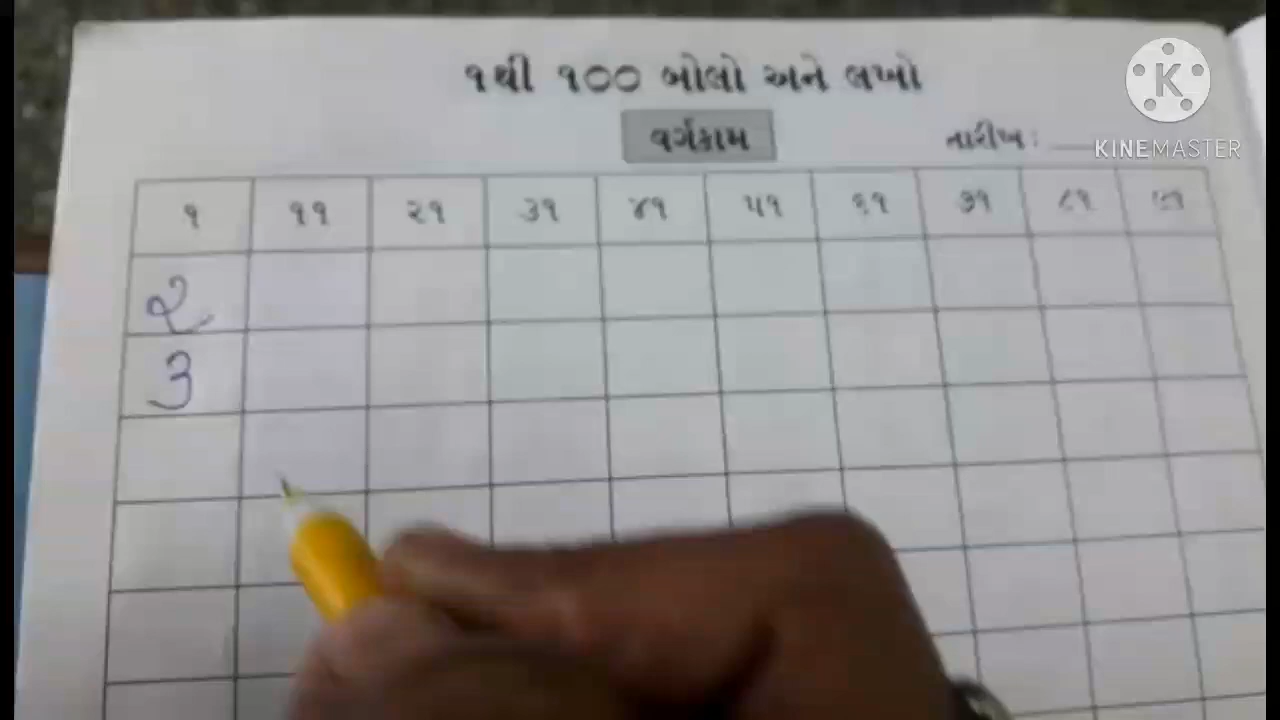 ૧થી ૧૦૦ બોલો અને લખો
KINEMASTER
વર્ગકામ
તારીખ :
૧ ૧૧ ૨૧ ૩૧ ૪૧ ૫૧ ૬૧ ૭૧ ૮૧ ૯૧
૨
૩